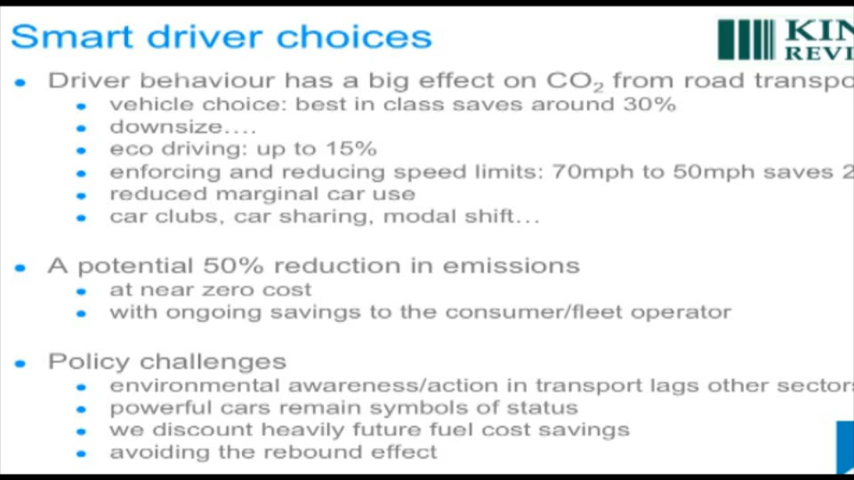 Smart driver choices
KIN
REVI
• Driver behaviour has a big effect on CO₂ from road transpo
• vehicle choice: best in class saves around 30%
• downsize….
• eco driving: up to 15%
• enforcing and reducing speed limits: 70mph to 50mph saves 2
• reduced marginal car use
• car clubs, car sharing, modal shift…
• A potential 50% reduction in emissions
• at near zero cost
• with ongoing savings to the consumer/fleet operator
• Policy challenges
• environmental awareness/action in transport lags other sectors
• powerful cars remain symbols of status
• we discount heavily future fuel cost savings
• avoiding the rebound effect